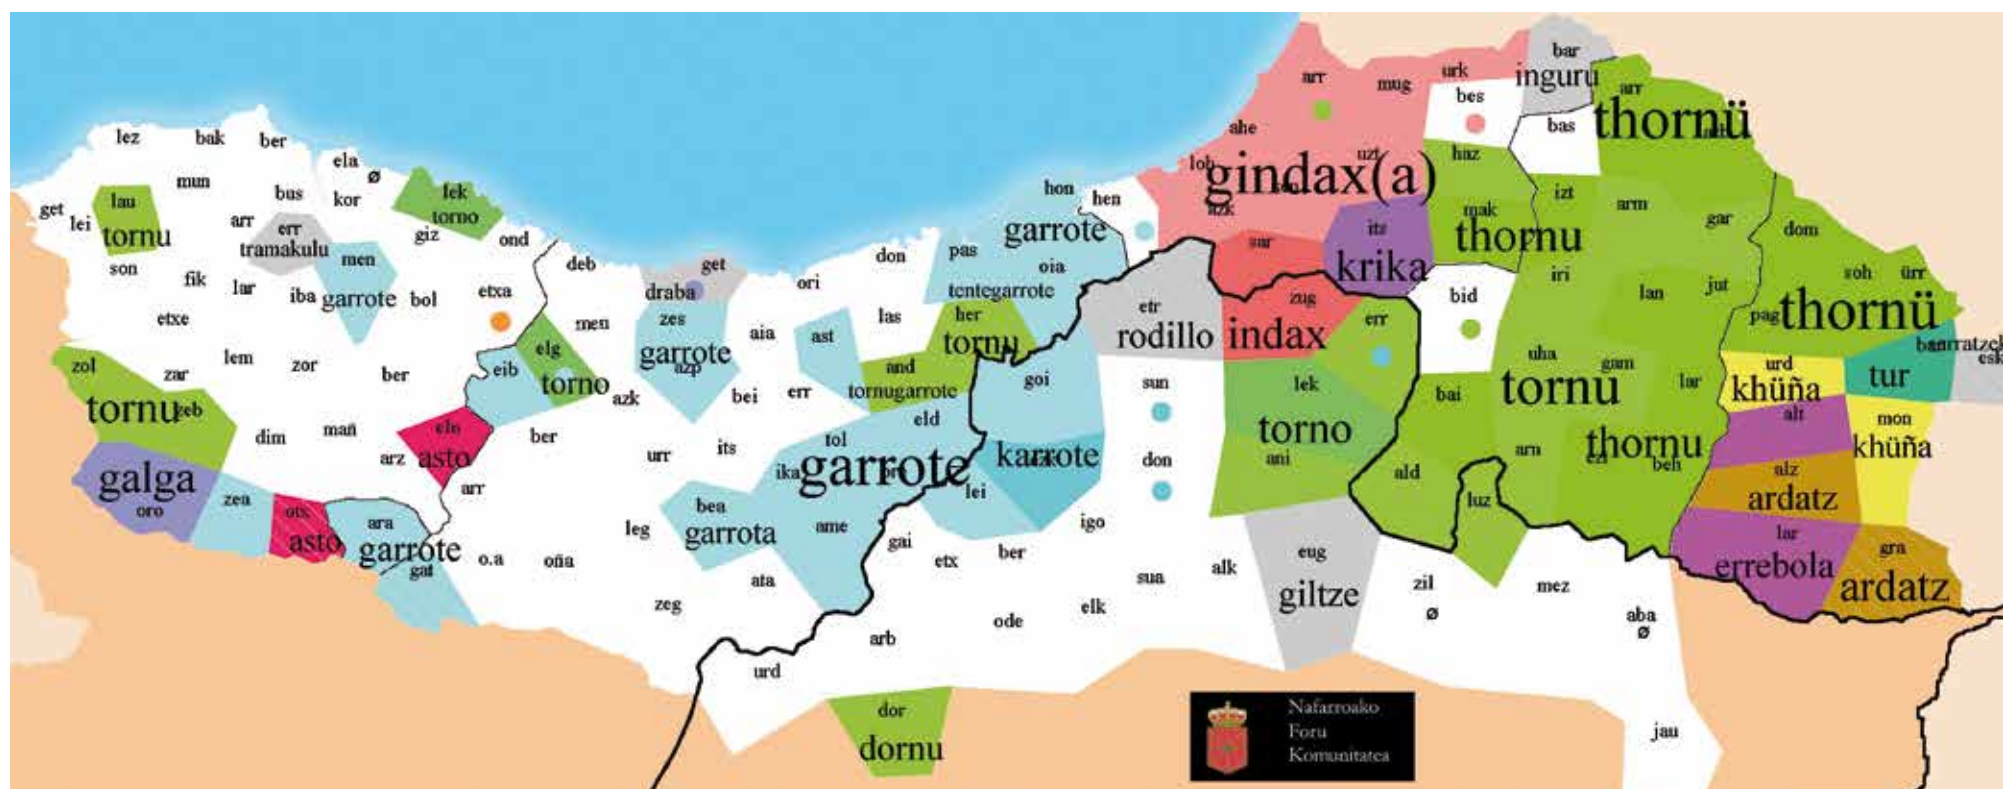 bar
inguru
arr
thornü
arr
mug
urk
bes
bas
lez
bak
ber
ela
ø
ahe
lob
uzt
haz
gindax(a)
azk
mun
bus
kor
lek
torno
hon
hen
izt
arm
gar
lau
get
lei
tornu
arr
err
tramakulu
giz
ond
garrote
its
krika
mak
thornu
dom
son
fik
lar
iba
men
garrote
bol
etxa
deb
get
draba
ori
don
pas
oia
tentegarrote
sar
zug
bid
iri
lan
jut
soh
ürr
pag
thornü
etxe
lem
zor
men
zes
garrote
azp
aia
ast
las
her
tornu
etr
rodillo
indax
err
uha
gam
lar
urd
khüña
tur
zol
zar
tornu
zeb
ber
eib
elg
torno
azk
bei
err
and
tornugarrote
goi
sun
lek
bai
tornu
alt
mon
khüña
dim
mañ
arz
eln
asto
ber
urr
its
tol
eld
ika
garrote
karrote
don
torno
ani
ald
arn
thornu
beh
alz
ardatz
galga
oro
zea
otx
asto
ara
garrote
gat
arr
leg
bea
garrota
ame
gai
lei
igo
luz
lar
errebola
gra
ardatz
o.a
oña
zeg
ata
etx
ber
sua
alk
eug
giltze
zil
ø
mez
aba
ø
arb
ode
elk
urd
dor
dornu
jau
Nafarroako
Foru
Komunitatea